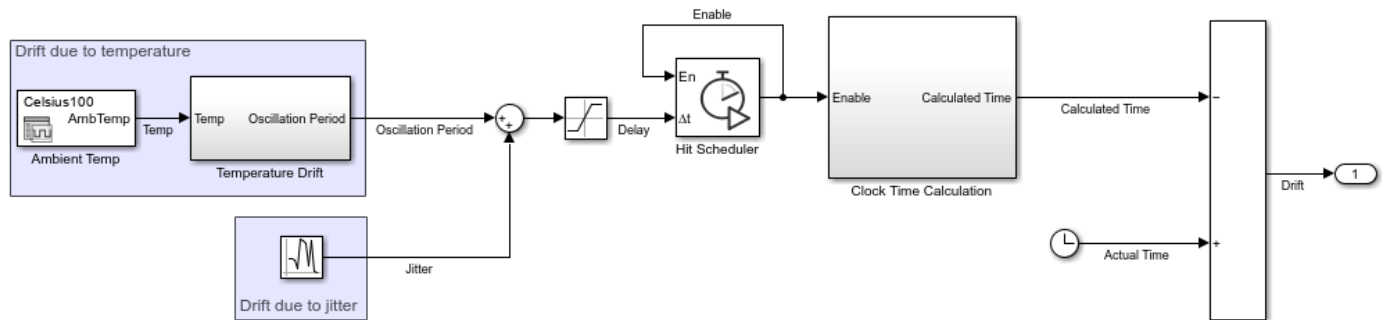 Enable
Drift due to temperature
Celsius100
AmbTemp
Ambient Temp
Temp
Temp
Oscillation Period
Temperature Drift
Oscillation Period
+
+
Delay
En
Δt
Hit Scheduler
Enable
Calculated Time
Clock Time Calculation
Calculated Time
−
Drift
1
Actual Time
+
Jitter
Drift due to jitter